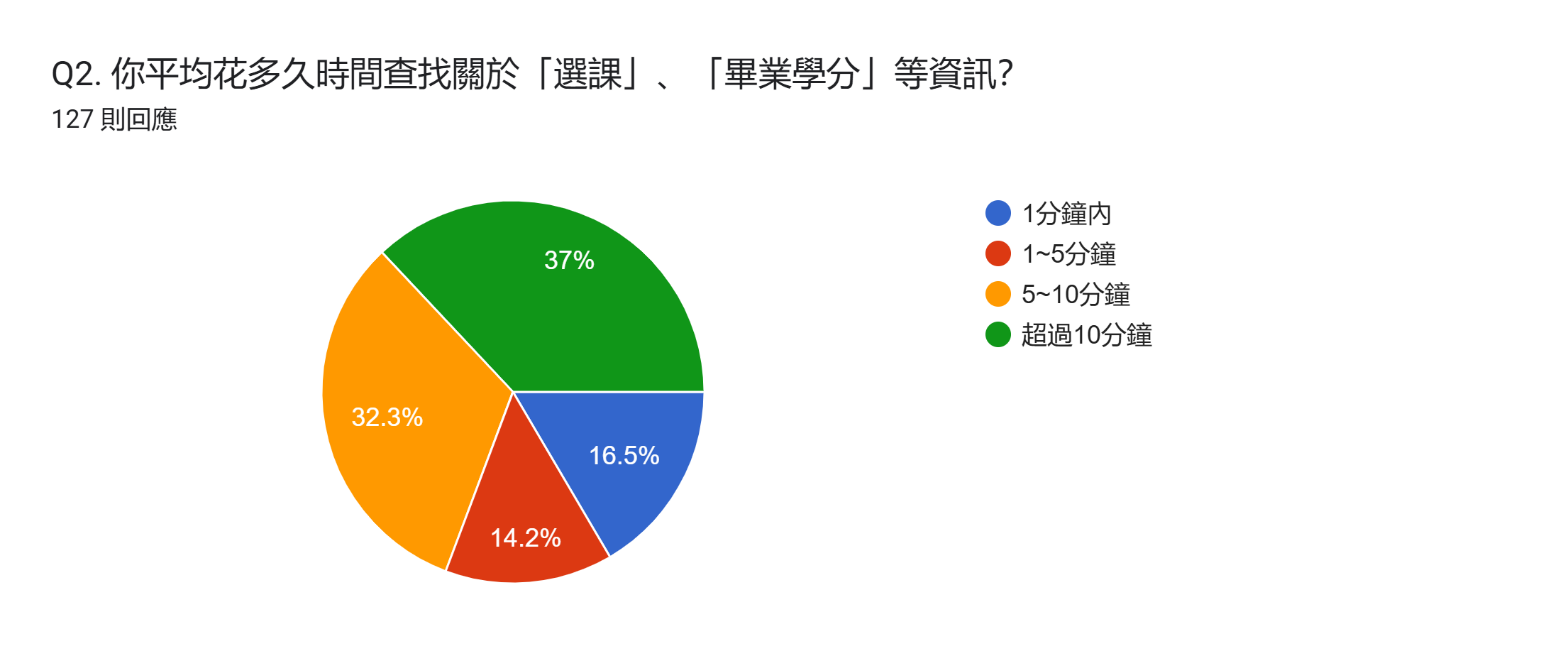 Q2. 你平均花多久時間查找關於「選課」、「畢業學分」等資訊?
127 則回應
37%
32.3%
16.5%
14.2%
1分鐘內
1~5分鐘
5~10分鐘
超過10分鐘